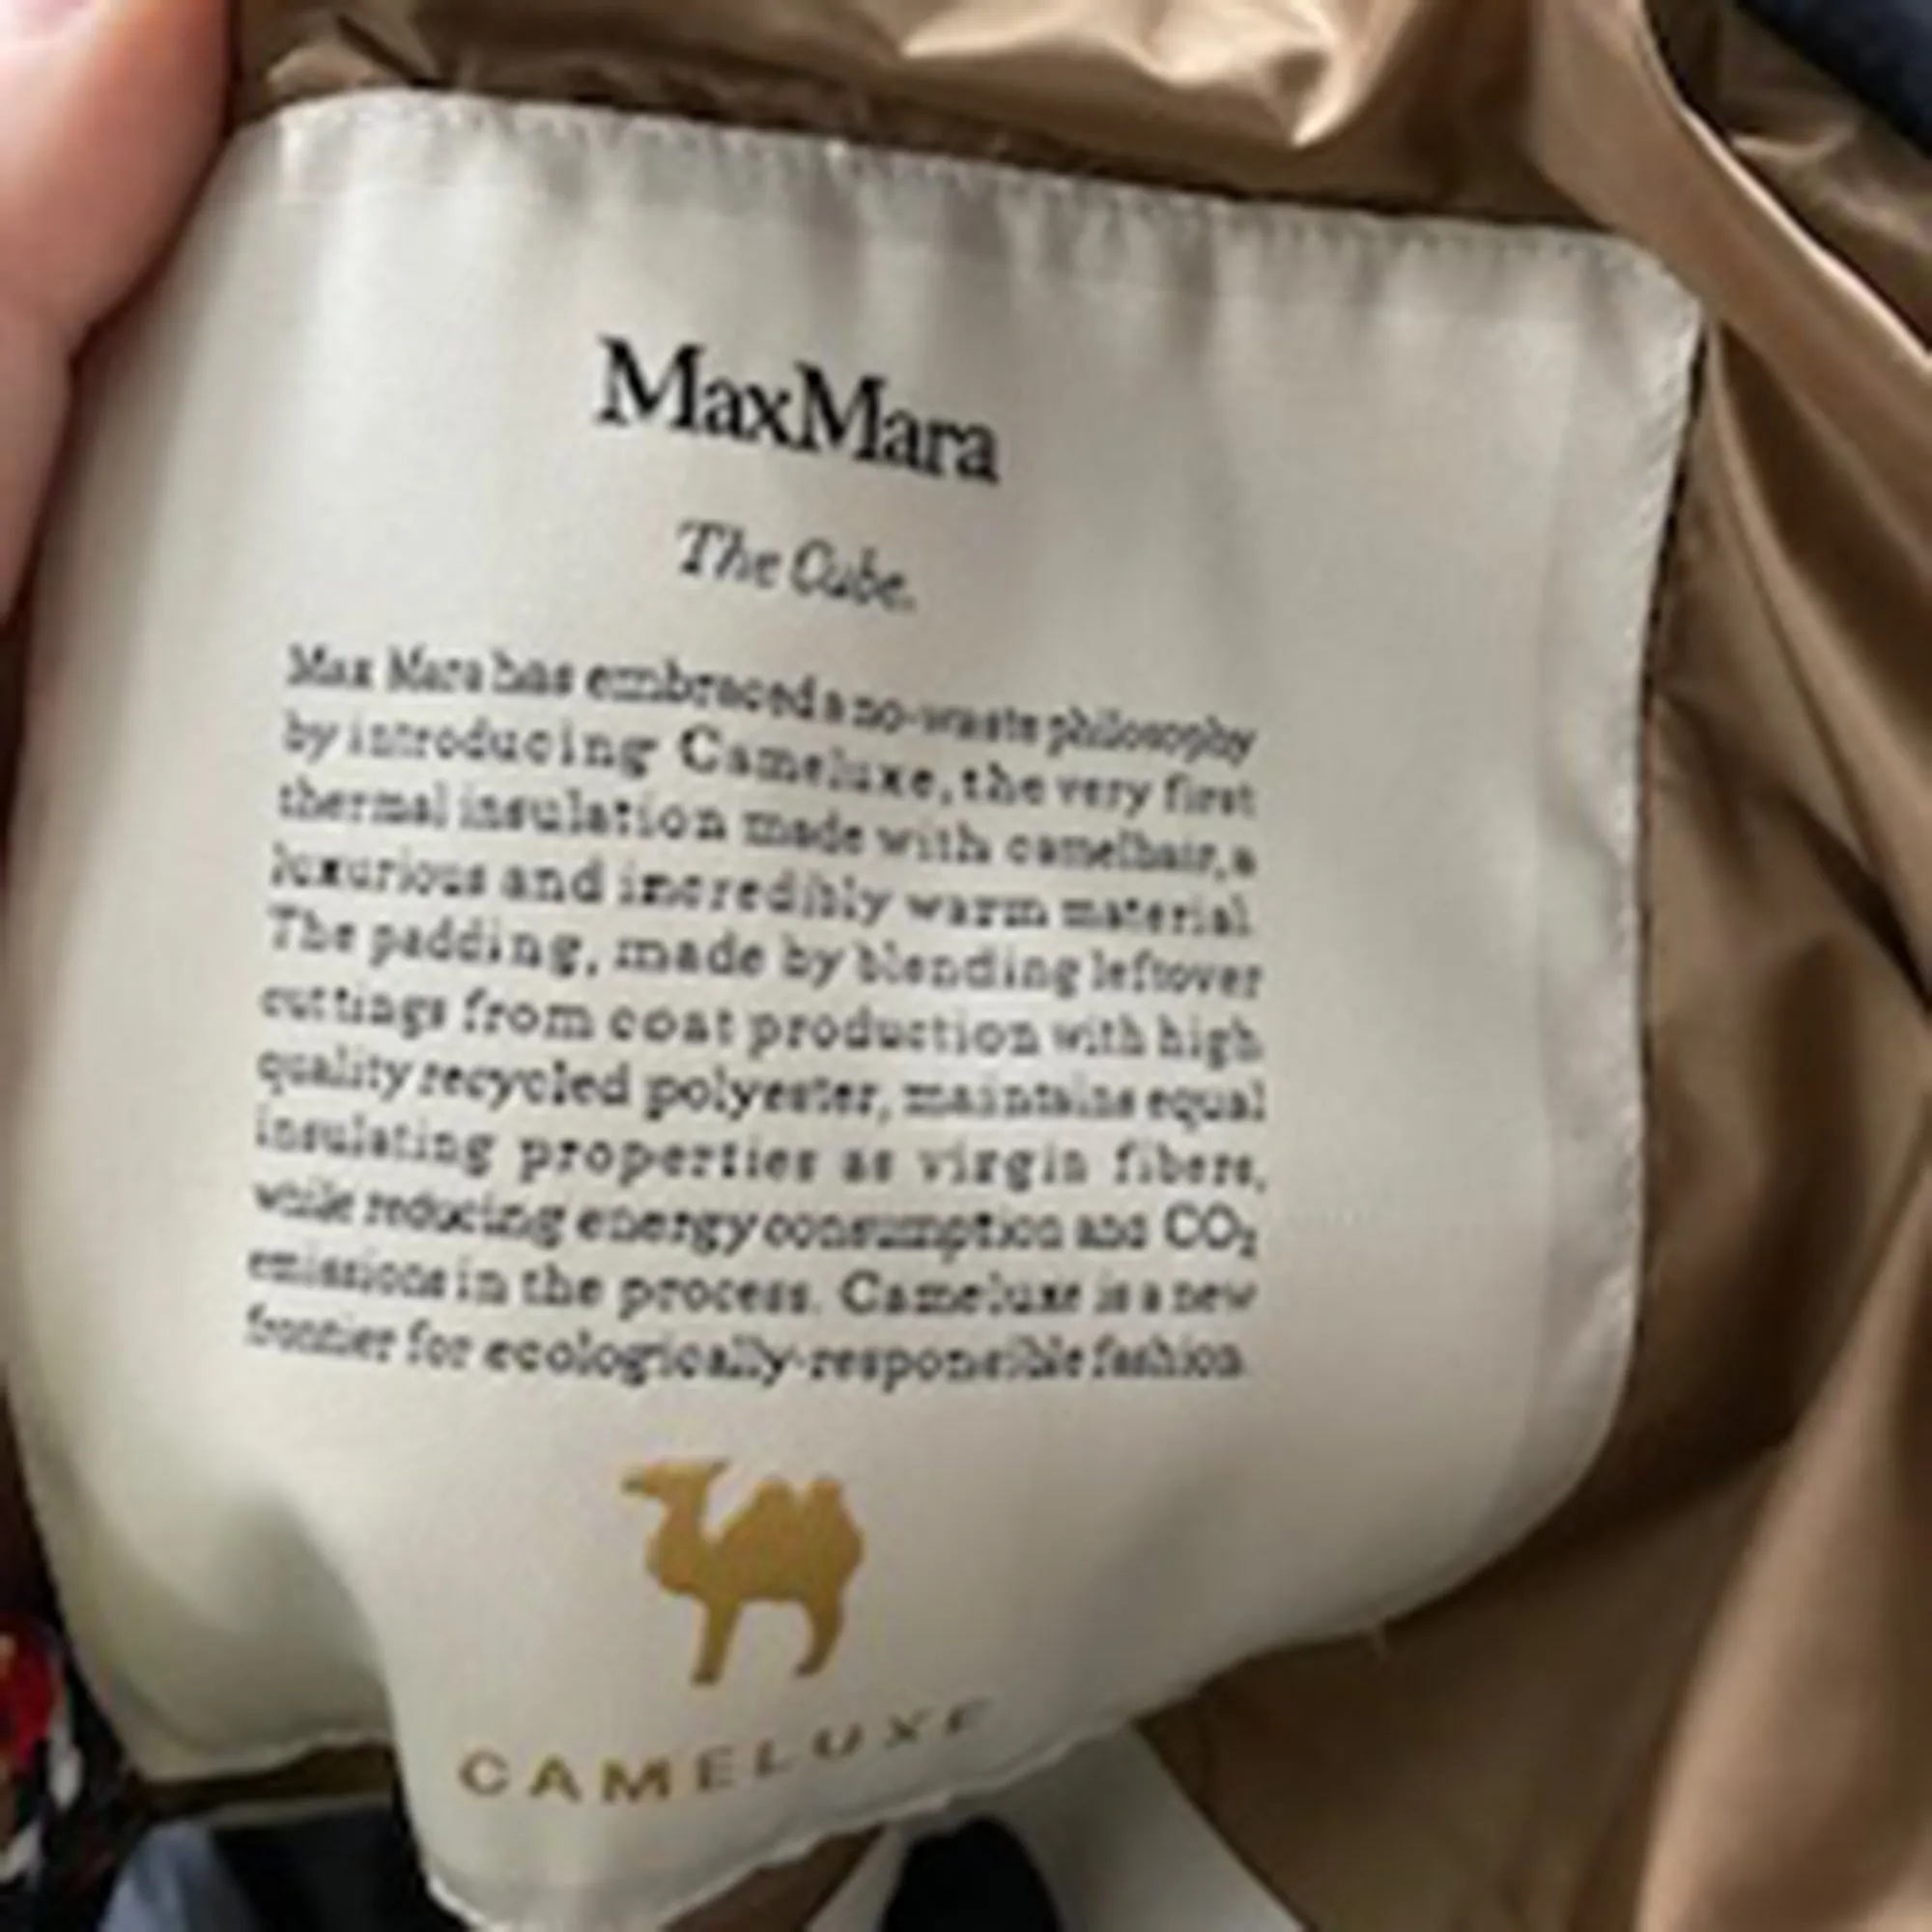 MaxMara
The Cube.
Max Mara has embraced a no-waste philosophy
by introducing Cameluxe, the very first
thermal insulation made with camelhair, a
luxurious and incredibly warm material.
The padding, made by blending leftover
cuttings from coat production with high
quality recycled polyester, maintains equal
insulating properties as virgin fibers,
while reducing energy consumption and CO₂
emissions in the process. Cameluxe is a new
frontier for ecologically-responsible fashion.
CAMELUXE